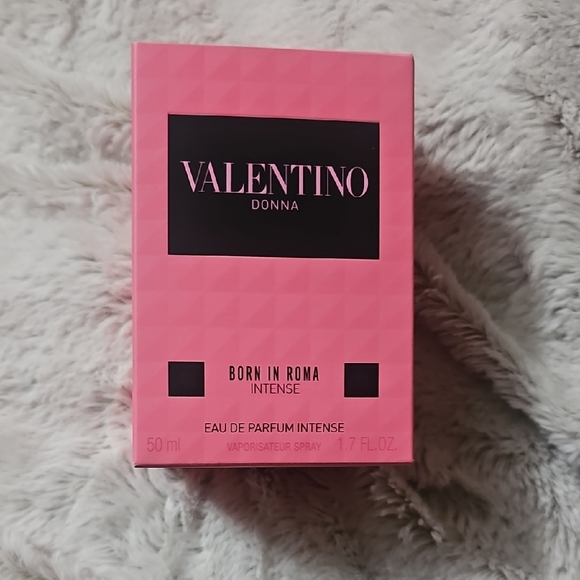 VALENTINO
DONNA
BORN IN ROMA
INTENSE
EAU DE PARFUM INTENSE
50 ml VAPORISATEUR SPRAY 1.7 FL.OZ.